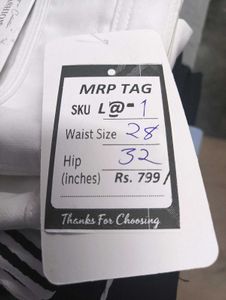 MRP TAG
SKU L@-1
Waist Size 28
Hip 32
(inches) Rs. 799/
Thanks For Choosing